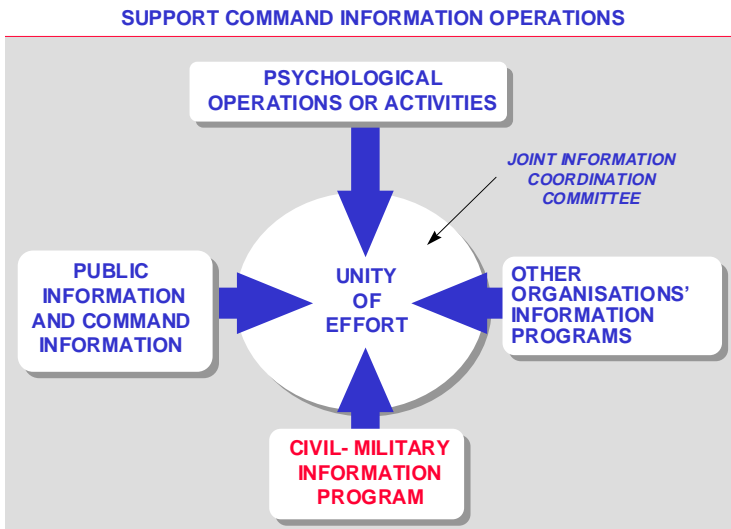 SUPPORT COMMAND INFORMATION OPERATIONS
PSYCHOLOGICAL
OPERATIONS OR ACTIVITIES
JOINT INFORMATION
COORDINATION
COMMITTEE
PUBLIC
INFORMATION
AND COMMAND
INFORMATION
UNITY
OF
EFFORT
OTHER
ORGANISATIONS'
INFORMATION
PROGRAMS
CIVIL- MILITARY
INFORMATION
PROGRAM